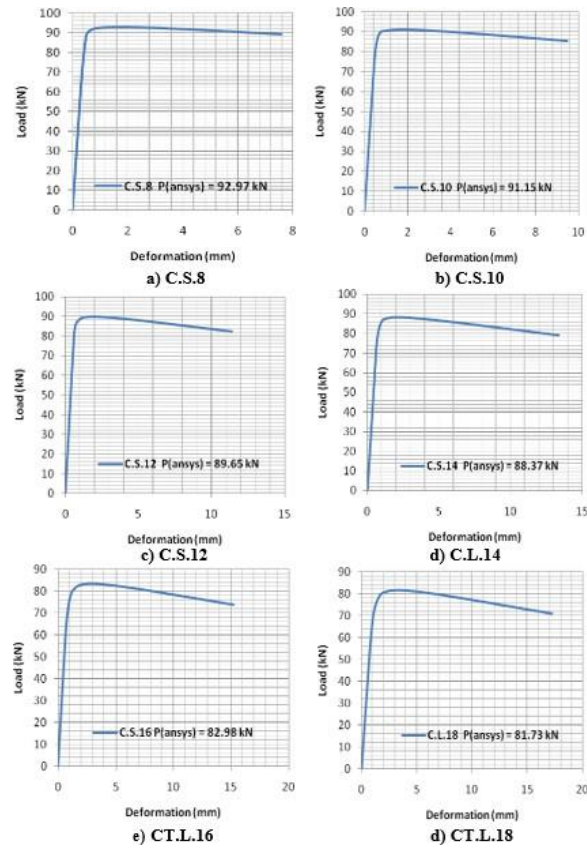 Load (kN)
100
90
80
70
60
50
40
30
20
10
0
C.S.8 P(ansys) = 92.97 kN
0 2 4 6 8
Deformation (mm)
a) C.S.8
Load (kN)
100
90
80
70
60
50
40
30
20
10
0
C.S.10 P(ansys) = 91.15 kN
0 2 4 6 8 10
Deformation (mm)
b) C.S.10
Load (kN)
100
90
80
70
60
50
40
30
20
10
0
C.S.12 P(ansys) = 89.65 kN
0 5 10 15
Deformation (mm)
c) C.S.12
Load (kN)
100
90
80
70
60
50
40
30
20
10
0
C.S.14 P(ansys) = 88.37 kN
0 5 10 15
Deformation (mm)
d) C.L.14
Load (kN)
90
80
70
60
50
40
30
20
10
0
C.S.16 P(ansys) = 82.98 kN
0 5 10 15 20
Deformation (mm)
e) CT.L.16
Load (kN)
90
80
70
60
50
40
30
20
10
0
C.L.18 P(ansys) = 81.73 kN
0 5 10 15 20
Deformation (mm)
d) CT.L.18